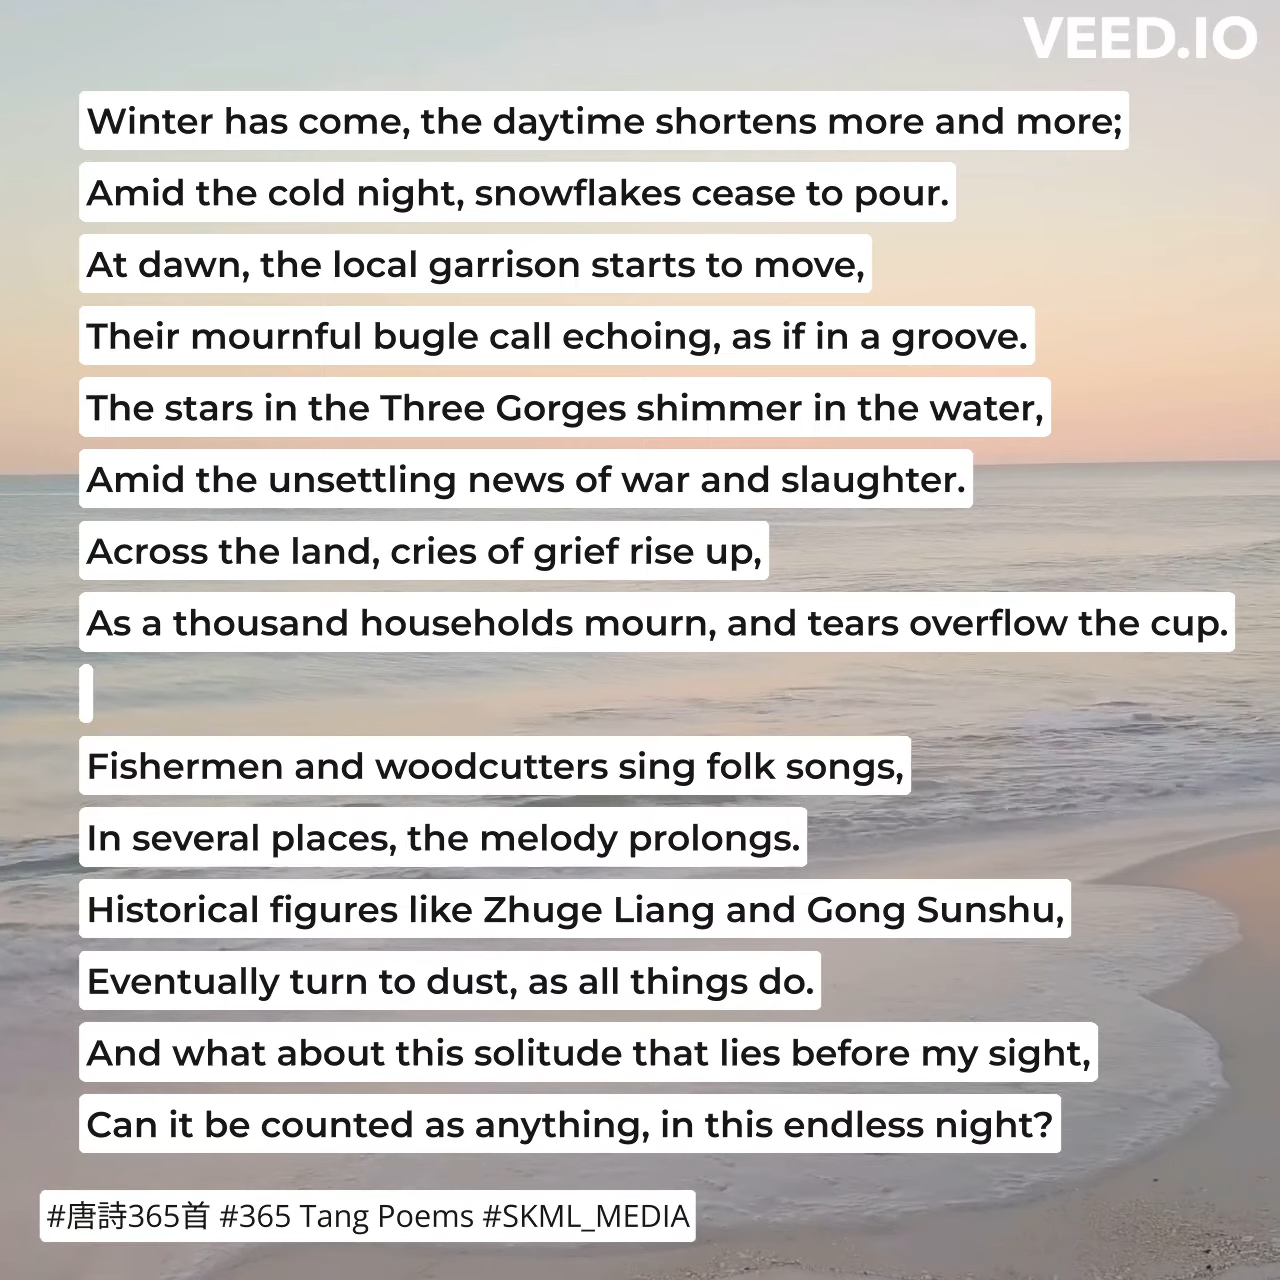 VEED.IO
Winter has come, the daytime shortens more and more;
Amid the cold night, snowflakes cease to pour.
At dawn, the local garrison starts to move,
Their mournful bugle call echoing, as if in a groove.
The stars in the Three Gorges shimmer in the water,
Amid the unsettling news of war and slaughter.
Across the land, cries of grief rise up,
As a thousand households mourn, and tears overflow the cup.
Fishermen and woodcutters sing folk songs,
In several places, the melody prolongs.
Historical figures like Zhuge Liang and Gong Sunshu,
Eventually turn to dust, as all things do.
And what about this solitude that lies before my sight,
Can it be counted as anything, in this endless night?
#唐詩365首 #365 Tang Poems #SKML_MEDIA